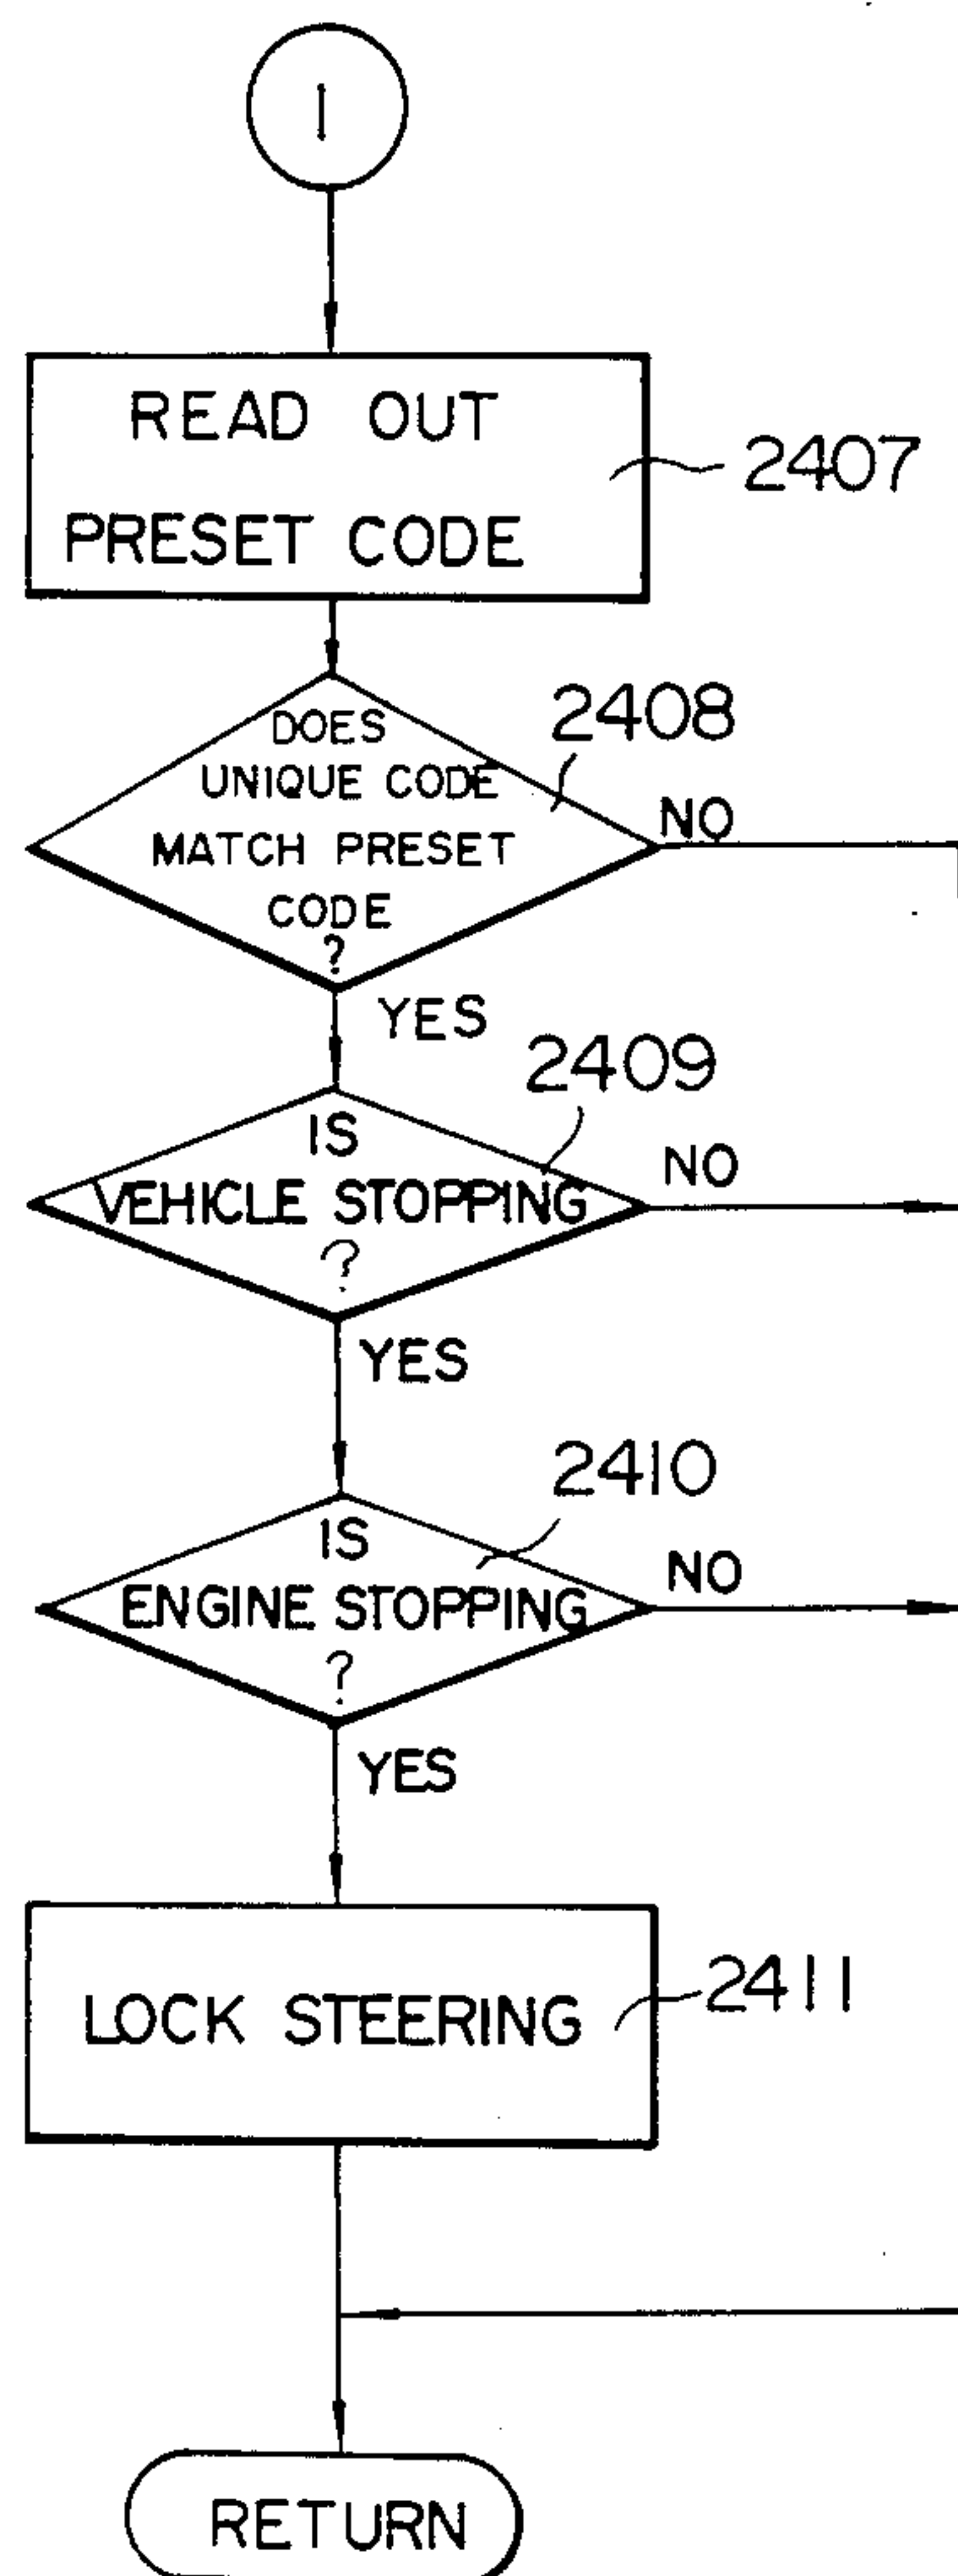 1
READ OUT
PRESET CODE
2407
DOES
UNIQUE CODE
MATCH PRESET
CODE
?
2408
NO
YES
IS
VEHICLE STOPPING
?
2409
NO
YES
IS
ENGINE STOPPING
?
2410
NO
YES
LOCK STEERING
2411
RETURN